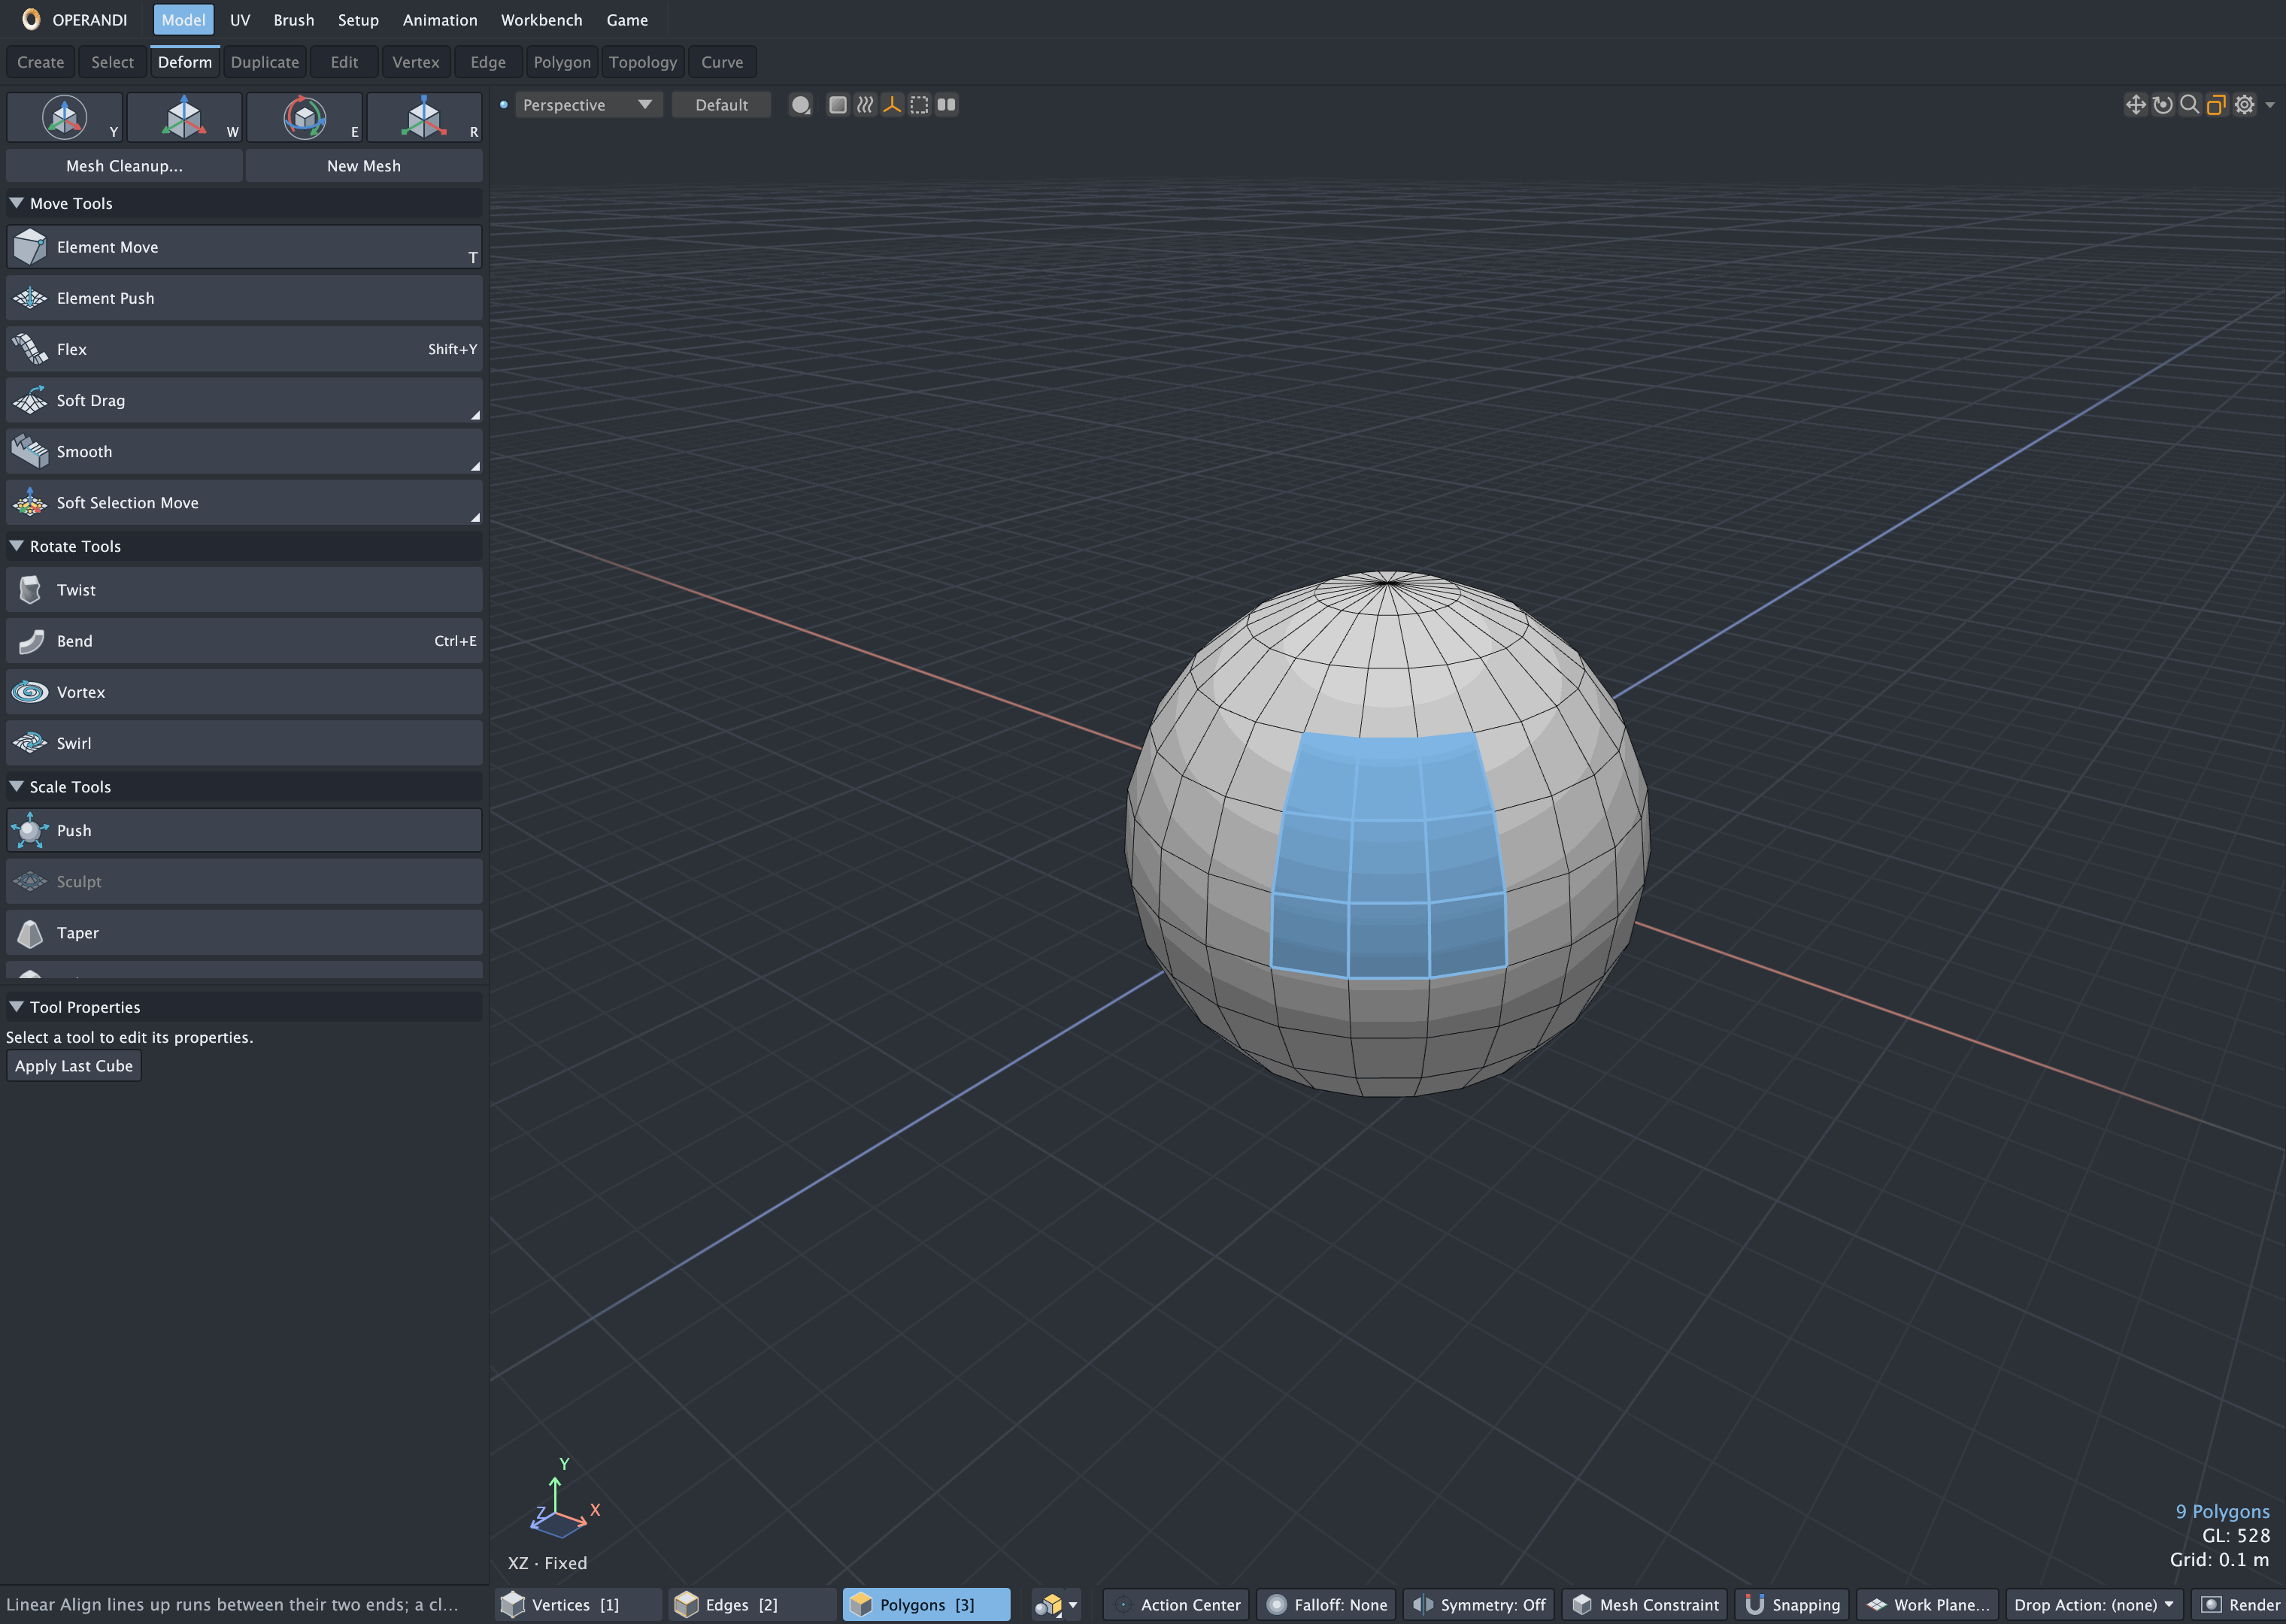 OPERANDI Model UV Brush Setup Animation Workbench Game
Create Select Deform Duplicate Edit Vertex Edge Polygon Topology Curve
Y W E R
Perspective Default
Mesh Cleanup... New Mesh
Move Tools
Element Move T
Element Push
Flex Shift+Y
Soft Drag
Smooth
Soft Selection Move
Rotate Tools
Twist
Bend Ctrl+E
Vortex
Swirl
Scale Tools
Push
Sculpt
Taper
Tool Properties
Select a tool to edit its properties.
Apply Last Cube
Y
Z X
XZ · Fixed
9 Polygons
GL: 528
Grid: 0.1 m
Linear Align lines up runs between their two ends; a cl... Vertices [1] Edges [2] Polygons [3] Action Center Falloff: None Symmetry: Off Mesh Constraint Snapping Work Plane... Drop Action: (none) Render